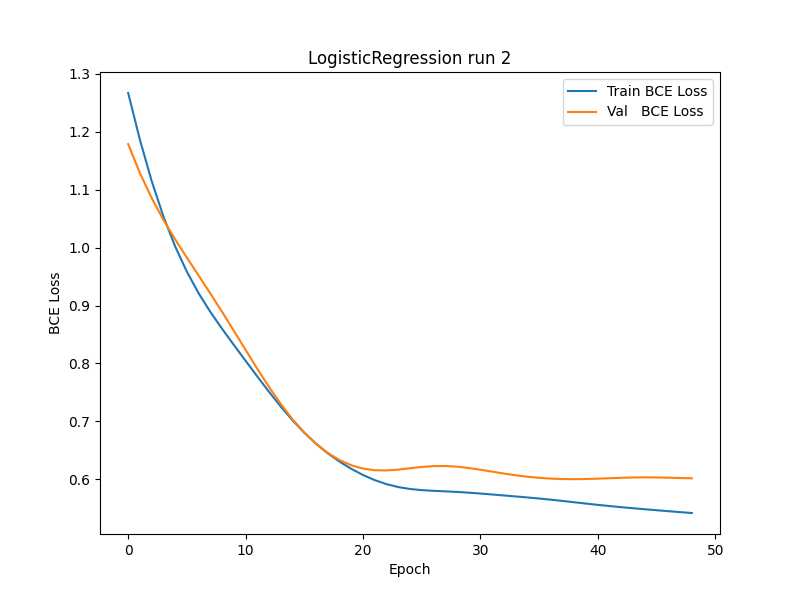 LogisticRegression run 2
Train BCE Loss
Val   BCE Loss
1.3
1.2
1.1
1.0
0.9
0.8
0.7
0.6
BCE Loss
0 10 20 30 40 50
Epoch